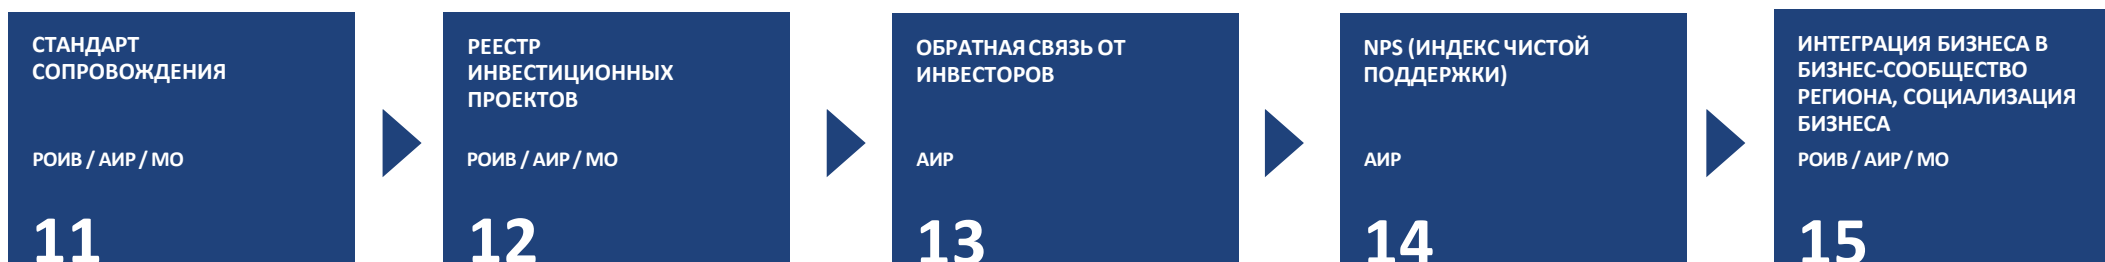 СТАНДАРТ
СОПРОВОЖДЕНИЯ
РОИВ / АИР / МО
11
РЕЕСТР
ИНВЕСТИЦИОННЫХ
ПРОЕКТОВ
РОИВ / АИР / МО
12
ОБРАТНАЯ СВЯЗЬ ОТ
ИНВЕСТОРОВ
АИР
13
NPS (ИНДЕКС ЧИСТОЙ
ПОДДЕРЖКИ)
АИР
14
ИНТЕГРАЦИЯ БИЗНЕСА В
БИЗНЕС-СООБЩЕСТВО
РЕГИОНА, СОЦИАЛИЗАЦИЯ
БИЗНЕСА
РОИВ / АИР / МО
15